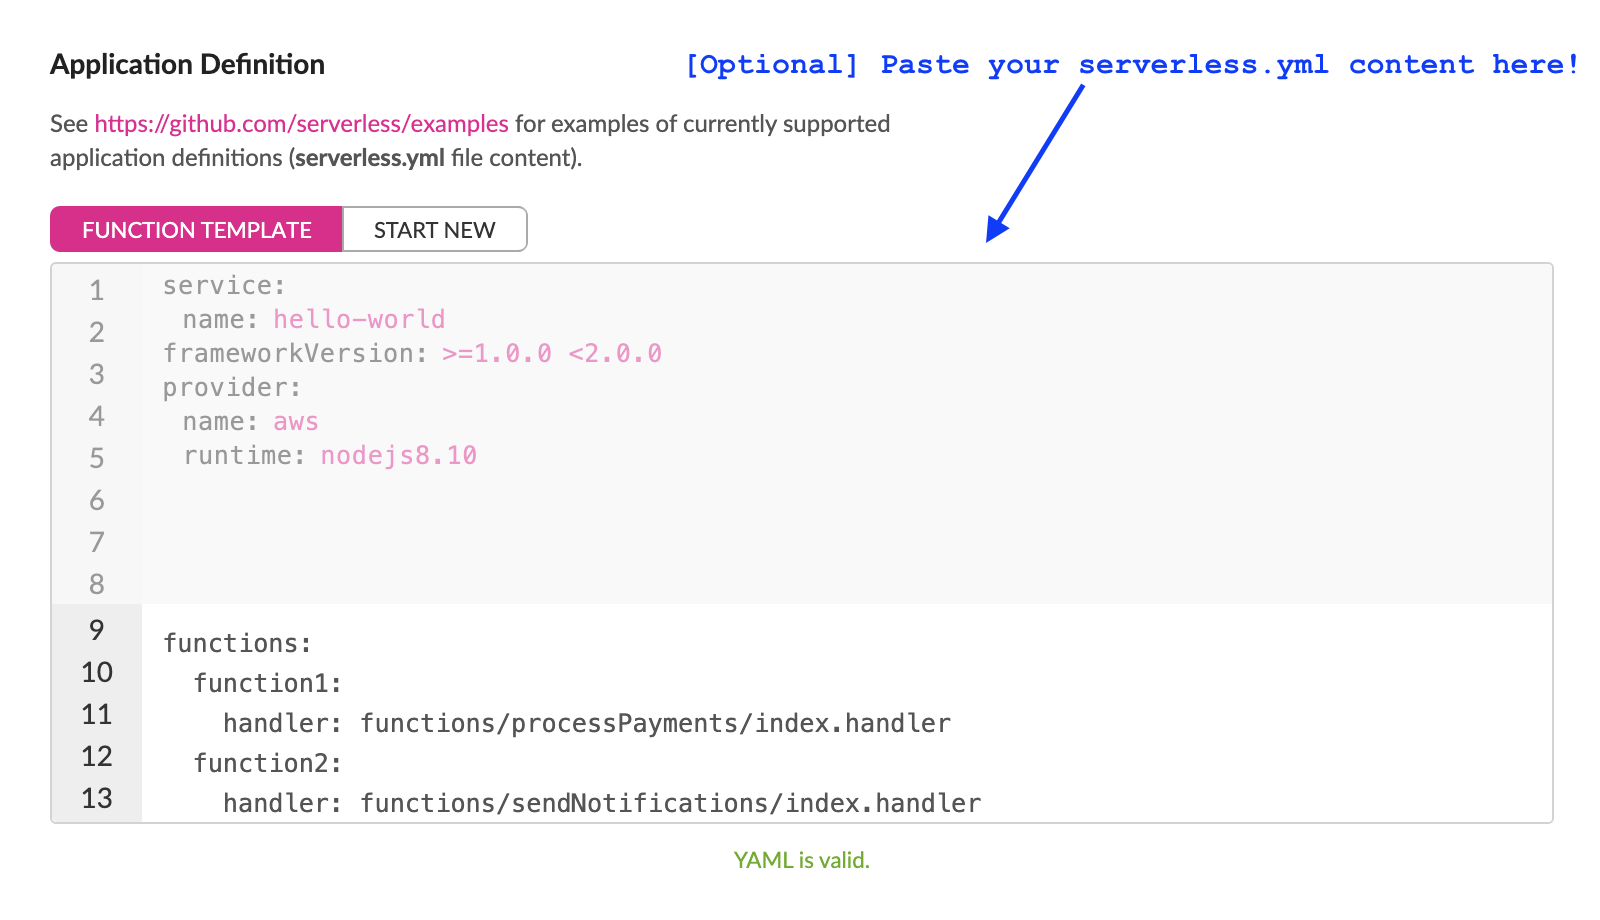 Application Definition
[Optional] Paste your serverless.yml content here!
See https://github.com/serverless/examples for examples of currently supported
application definitions (serverless.yml file content).
FUNCTION TEMPLATE
START NEW
1
2
3
4
5
6
7
8
service:
name: hello-world
frameworkVersion: >=1.0.0 <2.0.0
provider:
name: aws
runtime: nodejs8.10
9
10
11
12
13
functions:
function1:
handler: functions/processPayments/index.handler
function2:
handler: functions/sendNotifications/index.handler
YAML is valid.